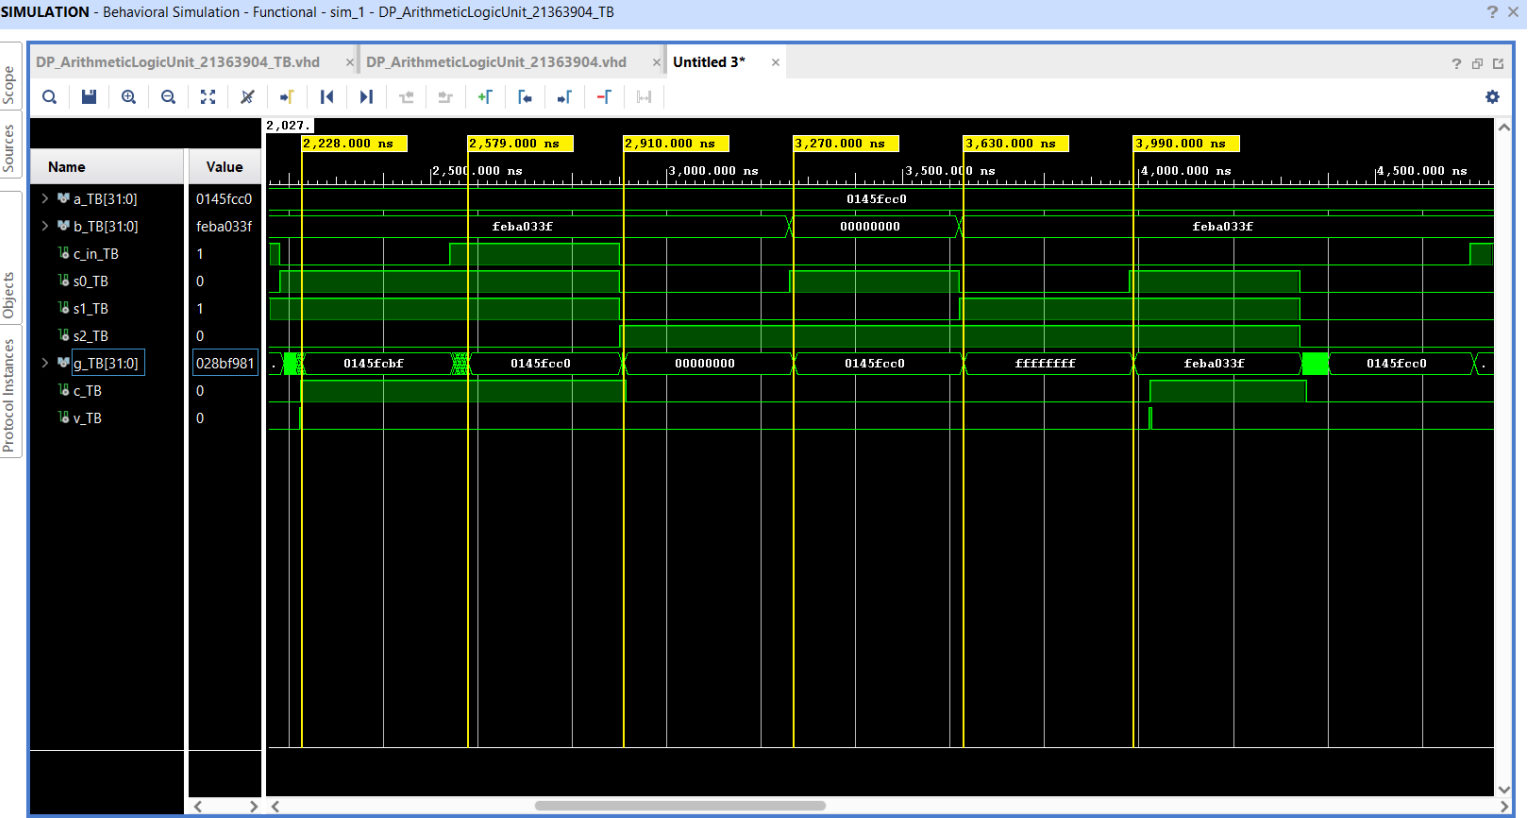 SIMULATION - Behavioral Simulation - Functional - sim_1 - DP_ArithmeticLogicUnit_21363904_TB
? ×
DP_ArithmeticLogicUnit_21363904_TB.vhd × DP_ArithmeticLogicUnit_21363904.vhd × Untitled 3* ×
?
Scope
Sources
Objects
Protocol Instances
2,027.
2,228.000 ns 2,579.000 ns 2,910.000 ns 3,270.000 ns 3,630.000 ns 3,990.000 ns
Name Value
2,500.000 ns 3,000.000 ns 3,500.000 ns 4,000.000 ns 4,500.000 ns
a_TB[31:0] 0145fcc0 0145fcc0
b_TB[31:0] feba033f feba033f 00000000 feba033f
c_in_TB 1
s0_TB 0
s1_TB 1
s2_TB 0
g_TB[31:0] 028bf981 . 0145fcbf 0145fcc0 00000000 0145fcc0 ffffffff feba033f 0145fcc0 .
c_TB 0
v_TB 0